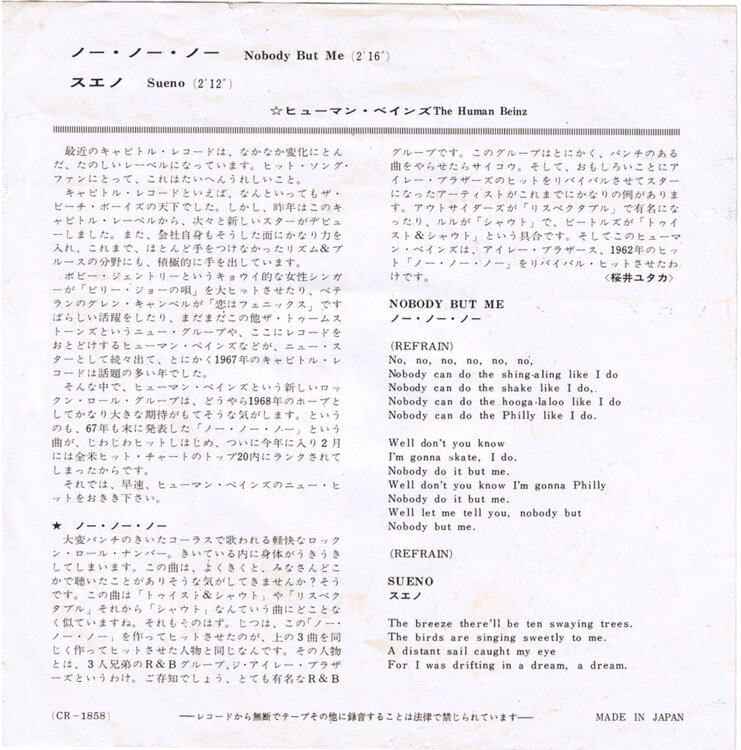 ノー・ノー・ノー Nobody But Me (2'16")
スエノ Sueno (2'12")
☆ヒューマン・ベインズ The Human Beinz
最近のキャピトル・レコードは、なかなか変化にとん
だ、たのしいレーベルになっています。ヒット・ソング・
ファンにとって、これはたいへんうれしいこと。
キャピトル・レコードといえば、なんといってもザ・
ビーチ・ボーイズの天下でした。しかし、昨年はこのキ
ャピトル・レーベルから、次々と新しいスターがデビュ
ーしました。また、会社自身もそうした面にかなり力を
入れ、これまで、ほとんど手をつけなかったリズム&ブ
ルースの分野にも、積極的に手を出しています。
ボビー・ジェントリーというキョウイ的な女性シンガ
ーが「ビリー・ジョーの唄」を大ヒットさせたり、ベテ
ランのグレン・キャンベルが「恋はフェニックス」です
ばらしい活躍をしたり、まだまだこの他ザ・トゥームス
トーンズというニュー・グループや、ここにレコードを
おとどけするヒューマン・ベインズなどが、ニュー・ス
ターとして続々出て、とにかく1967年のキャピトル・レ
コードは話題の多い年でした。
そんな中で、ヒューマン・ベインズという新しいロック
ン・ロール・グループは、どうやら1968年のホープと
してかなり大きな期待がもてそうな気がします。という
のも、67年も末に発表した「ノー・ノー・ノー」という
曲が、じわじわヒットしはじめ、ついに今年に入り2月
には全米ヒット・チャートのトップ20内にランクされて
しまったからです。
それでは、早速、ヒューマン・ベインズのニュー・ヒ
ットをおきき下さい。
★ ノー・ノー・ノー
大変パンチのきいたコーラスで歌われる軽快なロック
ン・ロール・ナンバー。きいている内に身体がうきうき
してしまいます。この曲は、よくきくと、みなさんどこ
かで聴いたことがありそうな気がしてきませんか？そう
です。この曲は「トゥイスト&シャウト」や「リスペク
タブル」それから「シャウト」なんていう曲にどことな
く似ていますね。それもそのはず。じつは、この「ノー・
ノー・ノー」を作ってヒットさせたのが、上の3曲を同
じく作ってヒットさせた人物と同じなんです。その人物
とは、3人兄弟のR&Bグループ、ジ・アイレー・ブラザ
ーズというわけ。ご存知でしょう、とても有名なR&B
グループです。このグループはとにかく、パンチのある
曲をやらせたらサイコウ。そして、おもしろいことにア
イレー・ブラザーズのヒットをリバイバルさせてスター
になったアーティストがこれまでにかなりの例がありま
す。アウトサイダーズが「リスペクタブル」で有名にな
ったり、ルルが「シャウト」で、ビートルズが「トゥイ
スト&シャウト」という具合です。そしてこのヒューマ
ン・ベインズは、アイレー・ブラザーズ、1962年のヒッ
ト「ノー・ノー・ノー」をリバイバル・ヒットさせたわ
けです。 〈桜井ユタカ〉
NOBODY BUT ME
ノー・ノー・ノー
(REFRAIN)
No, no, no, no, no, no,
Nobody can do the shing-aling like I do
Nobody can do the shake like I do,
Nobody can do the hooga-laloo like I do
Nobody can do the Philly like I do.
Well don't you know
I'm gonna skate, I, do.
Nobody do it but me.
Well don't you know I'm gonna Philly
Nobody do it but me.
Well let me tell you, nobody but
Nobody but me.
(REFRAIN)
SUENO
スエノ
The breeze there'll be ten swaying trees.
The birds are singing sweetly to me.
A distant sail caught my eye
For I was drifting in a dream, a dream.
(CR-1858)
——レコードから無断でテープその他に録音することは法律で禁じられています——
MADE IN JAPAN